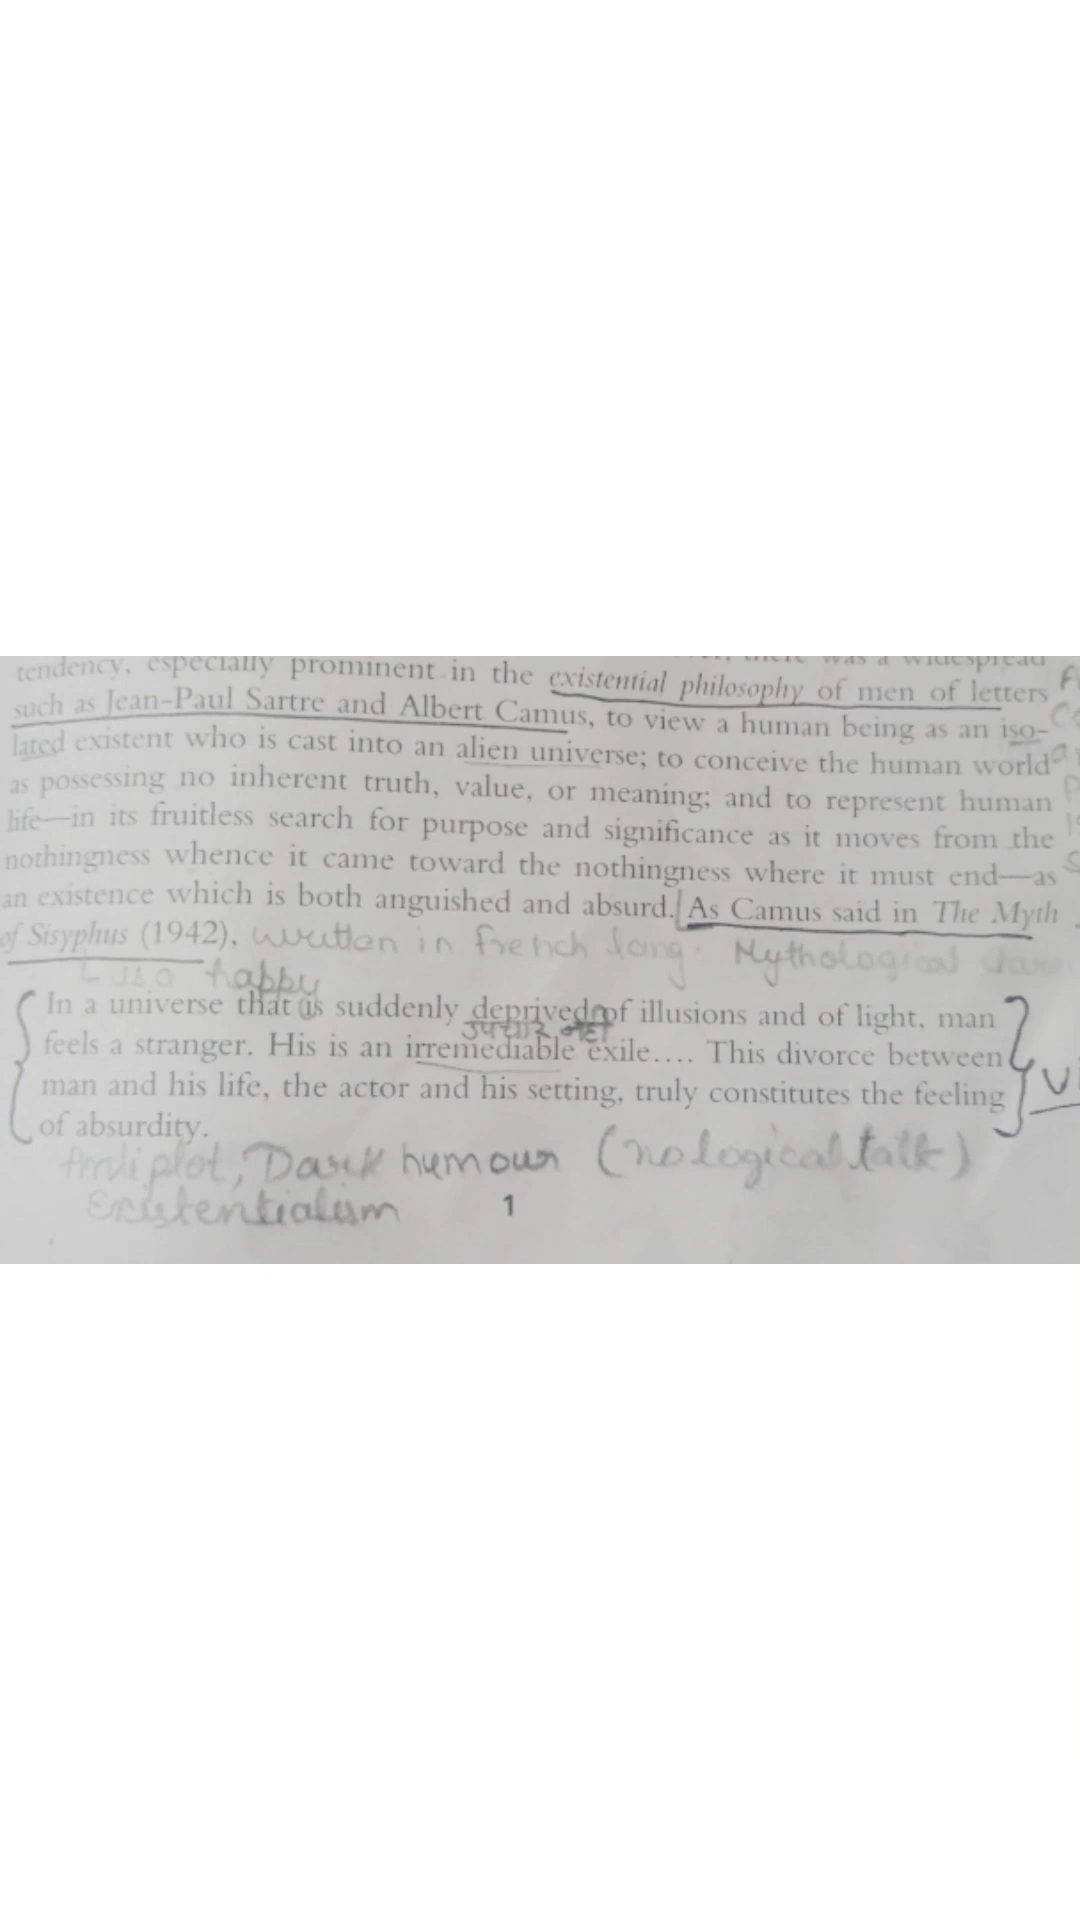 was a widespread
tendency, especially prominent in the existential philosophy of men of letters
such as Jean-Paul Sartre and Albert Camus, to view a human being as an iso-
lated existent who is cast into an alien universe; to conceive the human world
as possessing no inherent truth, value, or meaning; and to represent human
life—in its fruitless search for purpose and significance as it moves from the
nothingness whence it came toward the nothingness where it must end—as
an existence which is both anguished and absurd. As Camus said in The Myth
of Sisyphus (1942), written in french lang. Mythological
happy
In a universe that is suddenly deprived of illusions and of light, man
उपचार नहीं
feels a stranger. His is an irremediable exile.... This divorce between
man and his life, the actor and his setting, truly constitutes the feeling
of absurdity.
Anti plot, Dark humour (no logical talk)
Existentialism
1